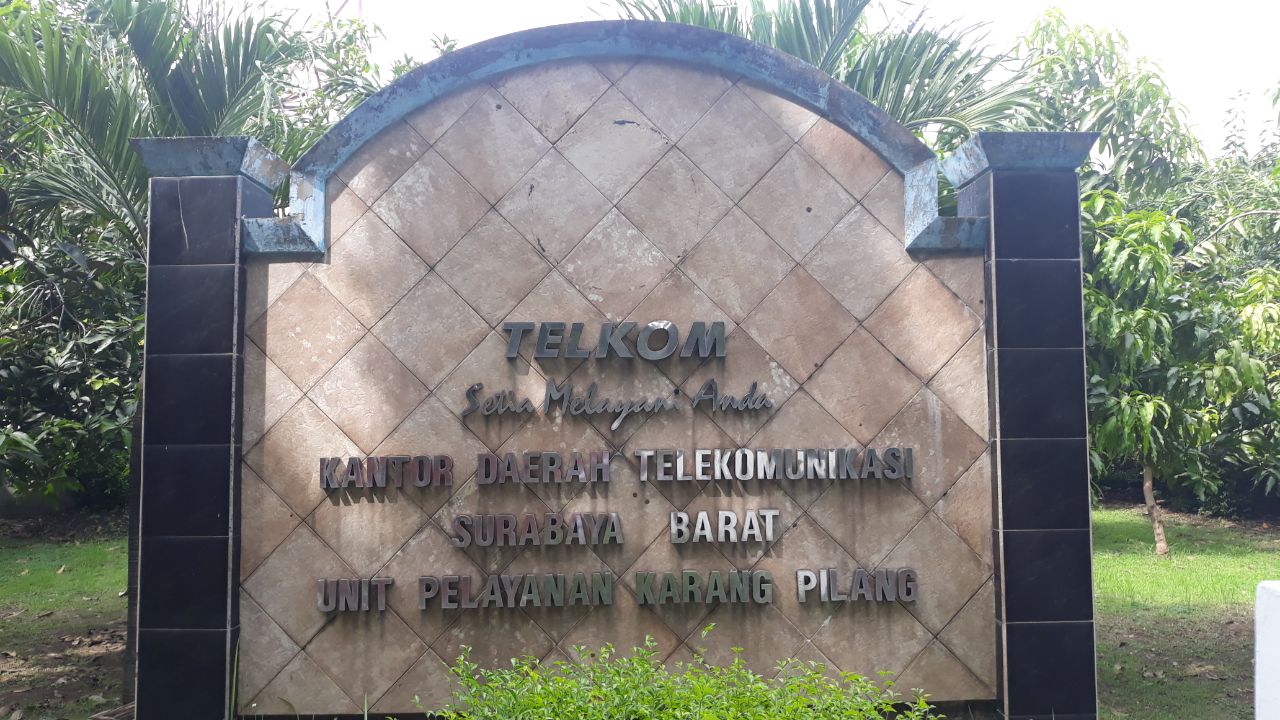 TELKOM
Setia Melayani Anda
KANTOR DAERAH TELEKOMUNIKASI
SURABAYA BARAT
UNIT PELAYANAN KARANG PILANG